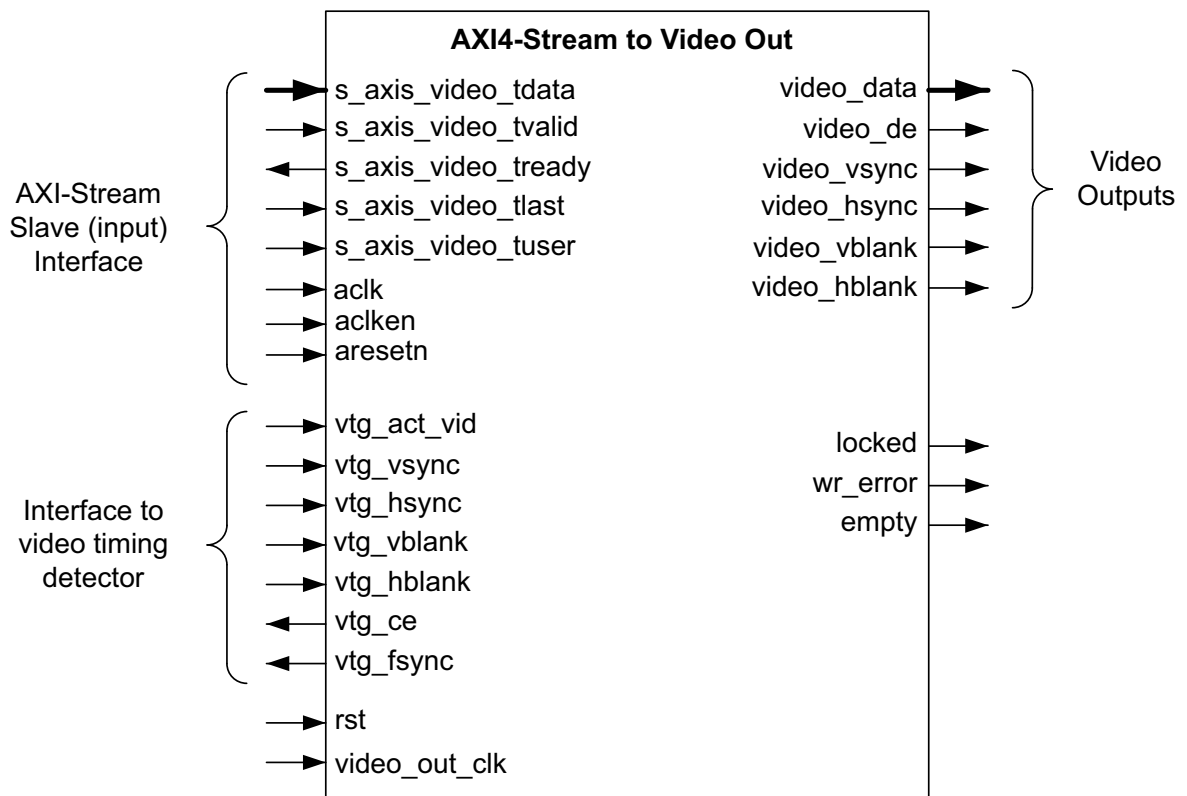 AXI4-Stream to Video Out
AXI-Stream
Slave (input)
Interface
s_axis_video_tdata
s_axis_video_tvalid
s_axis_video_tready
s_axis_video_tlast
s_axis_video_tuser
aclk
aclken
aresetn
video_data
video_de
video_vsync
video_hsync
video_vblank
video_hblank
Video
Outputs
Interface to
video timing
detector
vtg_act_vid
vtg_vsync
vtg_hsync
vtg_vblank
vtg_hblank
vtg_ce
vtg_fsync
locked
wr_error
empty
rst
video_out_clk